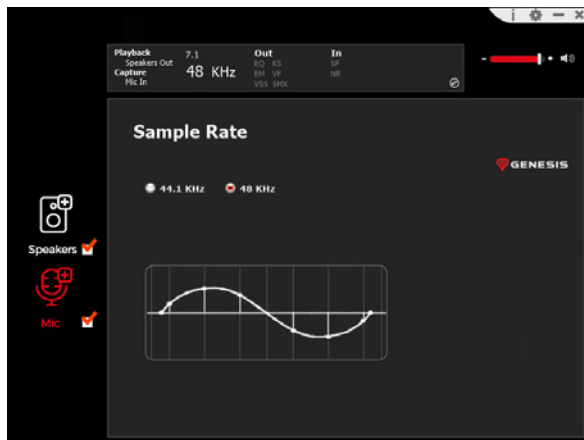 i
Playback 7.1 Out In
Speakers Out EQ KS SF
Capture 48 KHz EM VF NR
Mic In VSS SMX
Sample Rate
GENESIS
44.1 KHz 48 KHz
Speakers
Mic